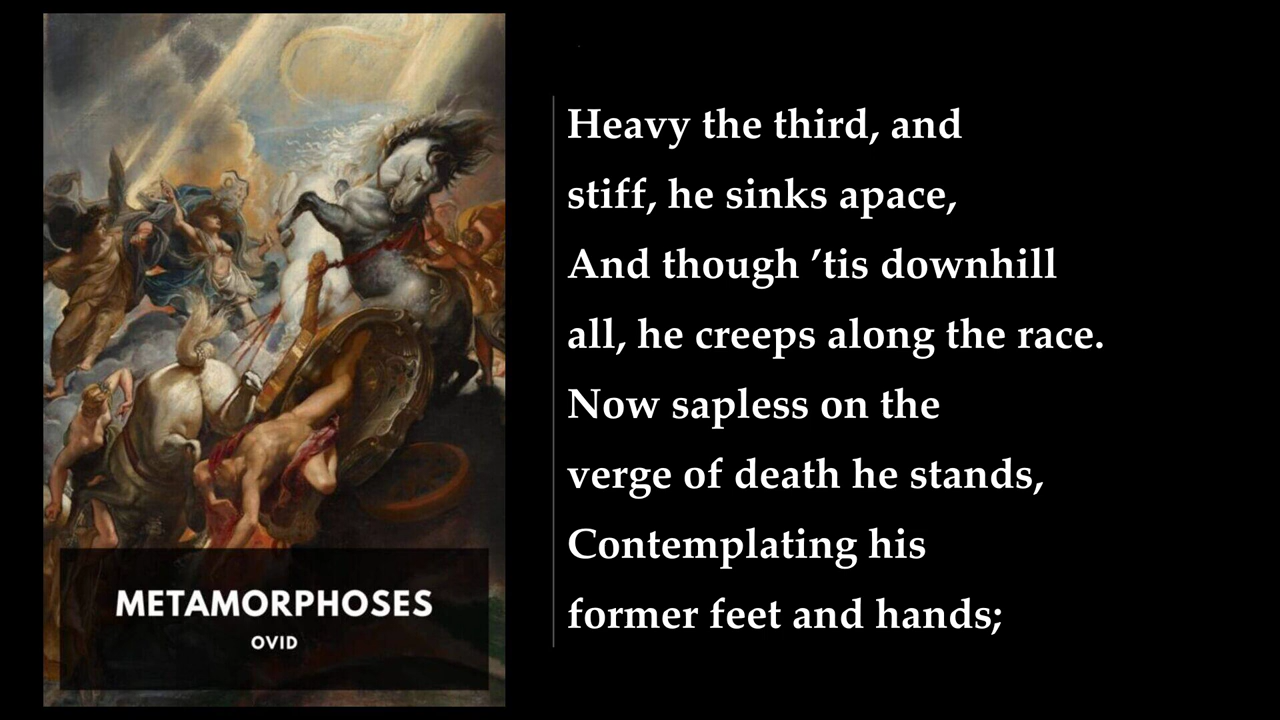 METAMORPHOSES
OVID
Heavy the third, and
stiff, he sinks apace,
And though ’tis downhill
all, he creeps along the race.
Now sapless on the
verge of death he stands,
Contemplating his
former feet and hands;